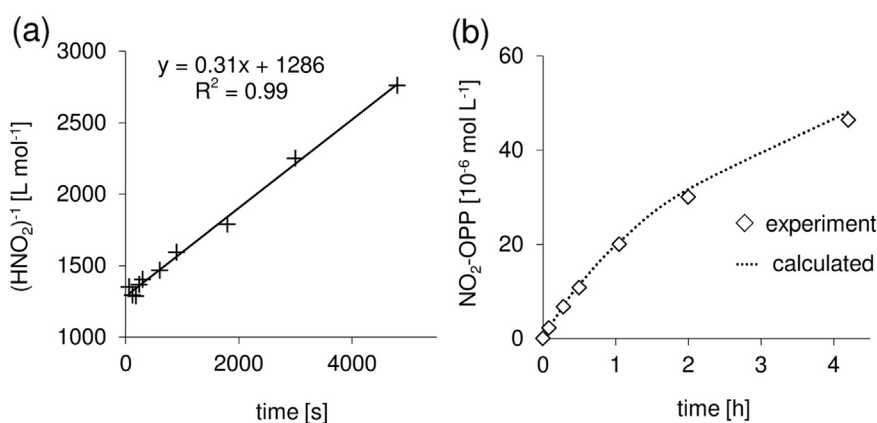 (a)
y = 0.31x + 1286
R² = 0.99
(HNO₂)⁻¹ [L mol⁻¹]
3000
2500
2000
1500
1000
0
2000
4000
time [s]
(b)
NO₂-OPP [10⁻⁶ mol L⁻¹]
60
40
20
0
0
1
2
3
4
time [h]
experiment
calculated